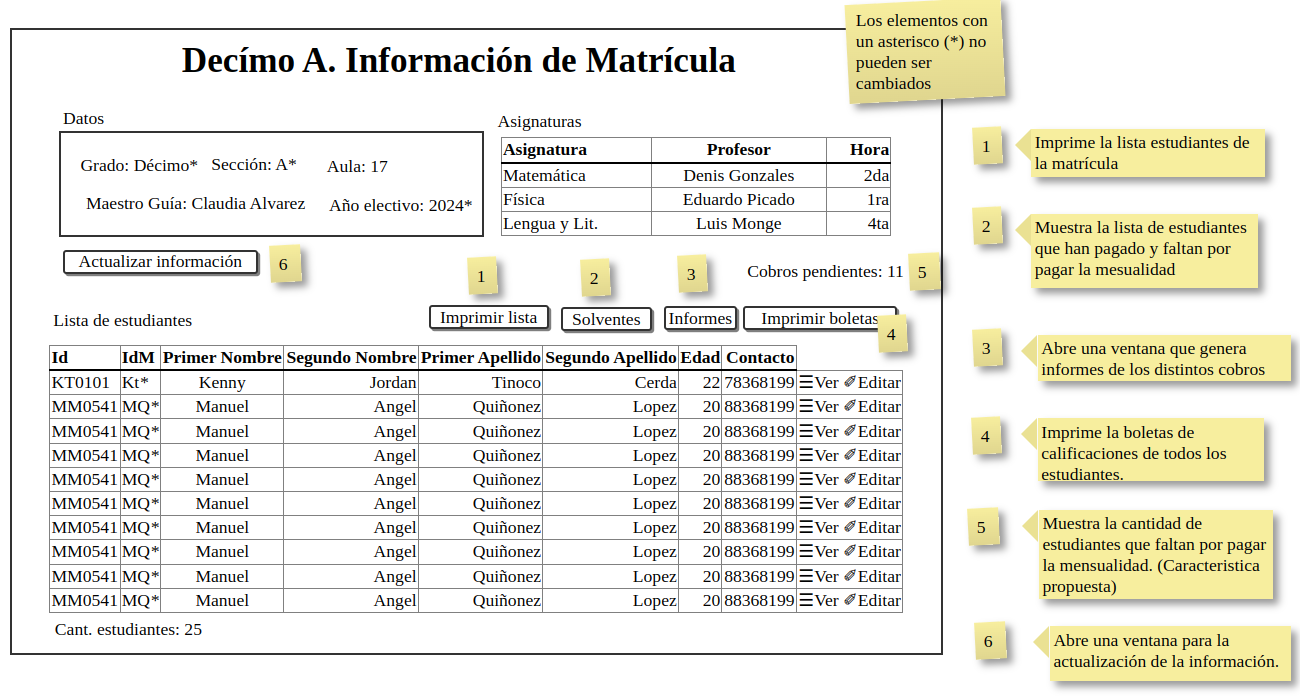 Los elementos con
un asterisco (*) no
pueden ser
cambiados
Decímo A. Información de Matrícula
Datos
Grado: Décimo* Sección: A* Aula: 17
Maestro Guía: Claudia Alvarez Año electivo: 2024*
Asignaturas
Asignatura Profesor Hora
Matemática Denis Gonzales 2da
Física Eduardo Picado 1ra
Lengua y Lit. Luis Monge 4ta
Actualizar información 6
1 2 3 Cobros pendientes: 11 5
Lista de estudiantes Imprimir lista Solventes Informes Imprimir boletas 4
Id IdM Primer Nombre Segundo Nombre Primer Apellido Segundo Apellido Edad Contacto
KT0101 Kt* Kenny Jordan Tinoco Cerda 22 78368199 ☰Ver ✐Editar
MM0541 MQ* Manuel Angel Quiñonez Lopez 20 88368199 ☰Ver ✐Editar
MM0541 MQ* Manuel Angel Quiñonez Lopez 20 88368199 ☰Ver ✐Editar
MM0541 MQ* Manuel Angel Quiñonez Lopez 20 88368199 ☰Ver ✐Editar
MM0541 MQ* Manuel Angel Quiñonez Lopez 20 88368199 ☰Ver ✐Editar
MM0541 MQ* Manuel Angel Quiñonez Lopez 20 88368199 ☰Ver ✐Editar
MM0541 MQ* Manuel Angel Quiñonez Lopez 20 88368199 ☰Ver ✐Editar
MM0541 MQ* Manuel Angel Quiñonez Lopez 20 88368199 ☰Ver ✐Editar
MM0541 MQ* Manuel Angel Quiñonez Lopez 20 88368199 ☰Ver ✐Editar
MM0541 MQ* Manuel Angel Quiñonez Lopez 20 88368199 ☰Ver ✐Editar
Cant. estudiantes: 25
1 Imprime la lista estudiantes de
la matrícula
2 Muestra la lista de estudiantes
que han pagado y faltan por
pagar la mesualidad
3 Abre una ventana que genera
informes de los distintos cobros
4 Imprime la boletas de
calificaciones de todos los
estudiantes.
5 Muestra la cantidad de
estudiantes que faltan por pagar
la mensualidad. (Caracteristica
propuesta)
6 Abre una ventana para la
actualización de la información.